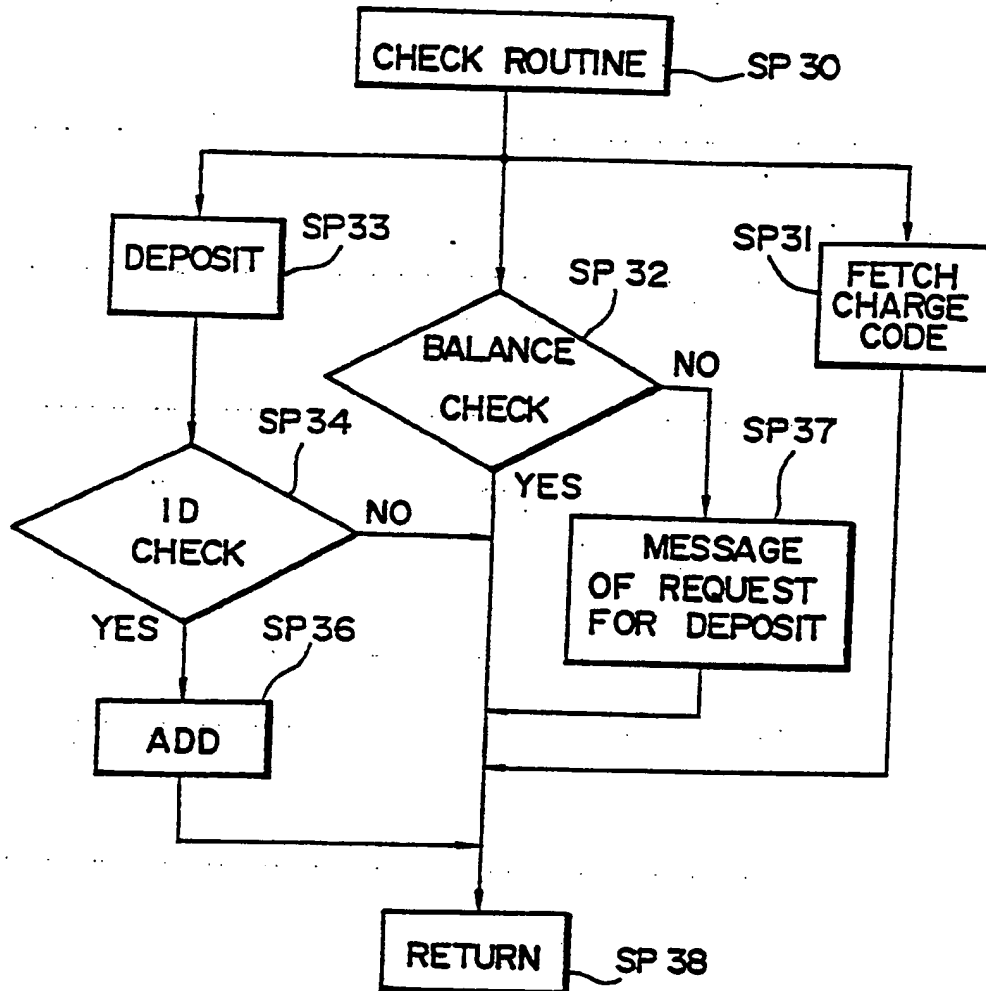 CHECK ROUTINE
SP 30
DEPOSIT
SP33
SP 32
SP31
FETCH
CHARGE
CODE
BALANCE
CHECK
NO
YES
SP34
ID
CHECK
NO
YES
SP37
MESSAGE
OF REQUEST
FOR DEPOSIT
SP36
ADD
RETURN
SP 38